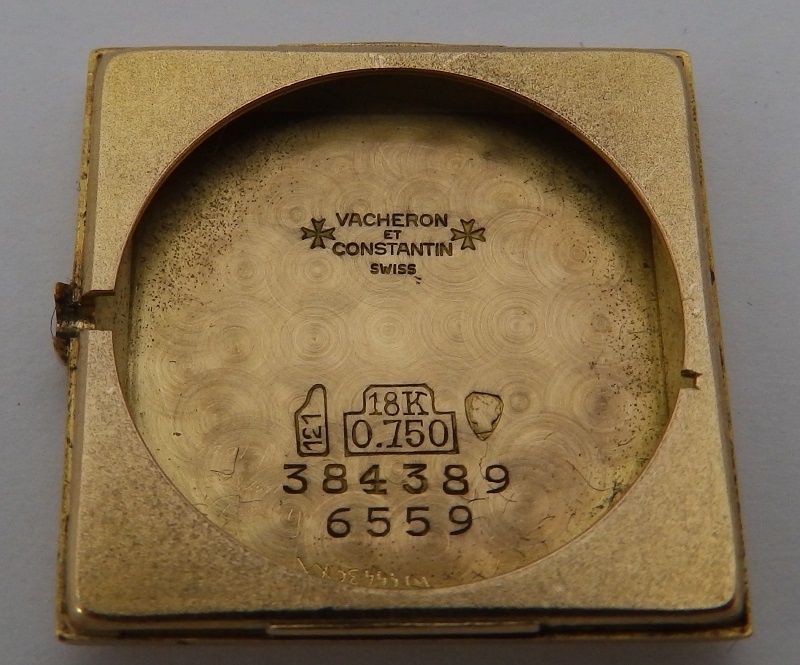 VACHERON
ET
CONSTANTIN
SWISS
121
18K
0.750
384389
6559